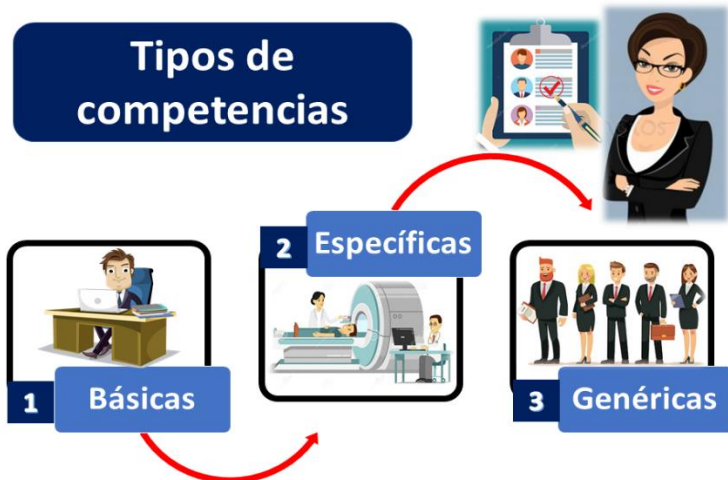 Tipos de
competencias
1
Básicas
2
Específicas
3
Genéricas